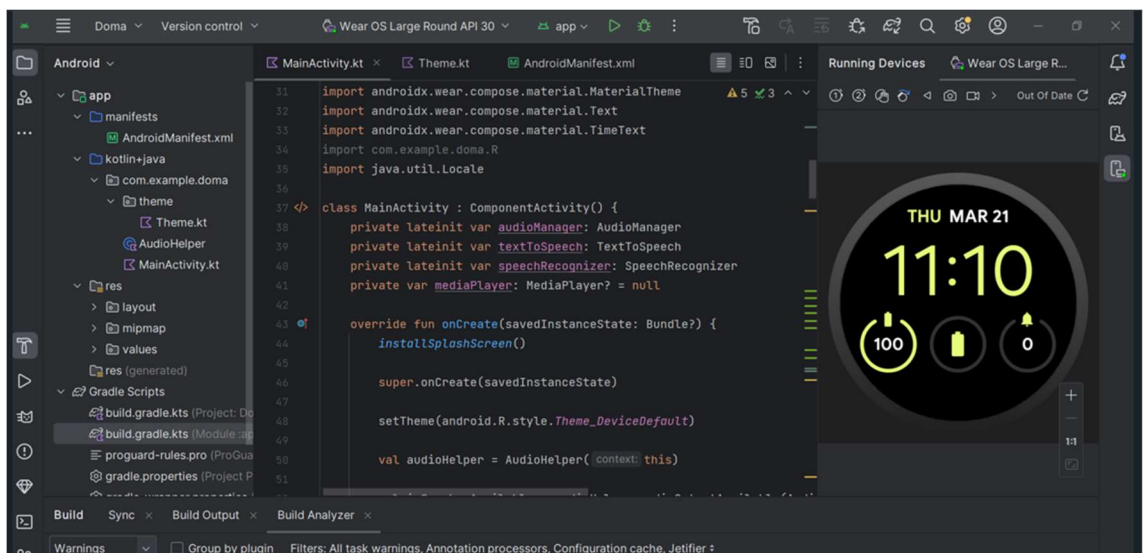 Doma Version control Wear OS Large Round API 30 app
Android
app
manifests
AndroidManifest.xml
kotlin+java
com.example.doma
theme
Theme.kt
AudioHelper
MainActivity.kt
res
layout
mipmap
values
res (generated)
Gradle Scripts
build.gradle.kts (Project: Do
build.gradle.kts (Module :ap
proguard-rules.pro (ProGua
gradle.properties (Project P
MainActivity.kt Theme.kt AndroidManifest.xml
5 3
31 import androidx.wear.compose.material.MaterialTheme
32 import androidx.wear.compose.material.Text
33 import androidx.wear.compose.material.TimeText
34 import com.example.doma.R
35 import java.util.Locale
36
37 class MainActivity : ComponentActivity() {
38 private lateinit var audioManager: AudioManager
39 private lateinit var textToSpeech: TextToSpeech
40 private lateinit var speechRecognizer: SpeechRecognizer
41 private var mediaPlayer: MediaPlayer? = null
42
43 override fun onCreate(savedInstanceState: Bundle?) {
44 installSplashScreen()
45
46 super.onCreate(savedInstanceState)
47
48 setTheme(android.R.style.Theme_DeviceDefault)
49
50 val audioHelper = AudioHelper( context: this)
51
Running Devices Wear OS Large R...
Out Of Date
THU MAR 21
11:10
100 0
1:1
Build Sync Build Output Build Analyzer
Warnings Group by plugin Filters: All task warnings, Annotation processors, Configuration cache, Jetifier